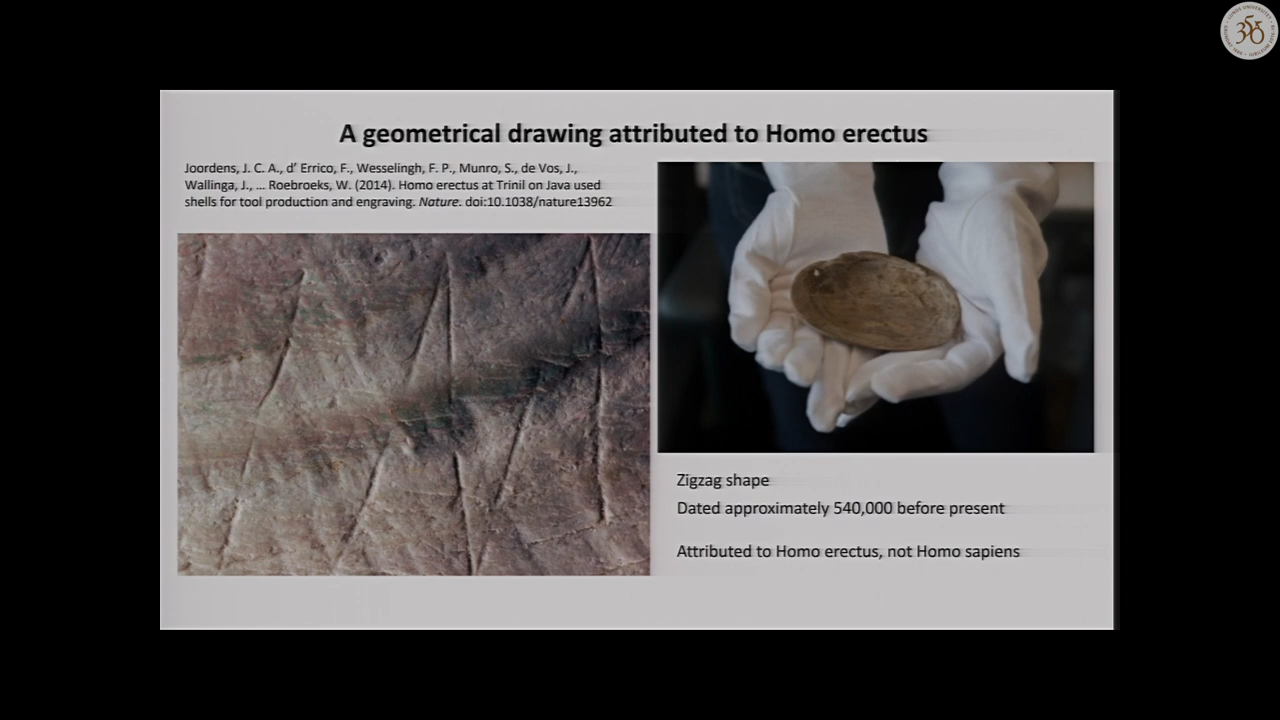 A geometrical drawing attributed to Homo erectus
Joordens, J. C. A., d’ Errico, F., Wesselingh, F. P., Munro, S., de Vos, J.,
Wallinga, J., … Roebroeks, W. (2014). Homo erectus at Trinil on Java used
shells for tool production and engraving. Nature. doi:10.1038/nature13962
Zigzag shape
Dated approximately 540,000 before present
Attributed to Homo erectus, not Homo sapiens
350